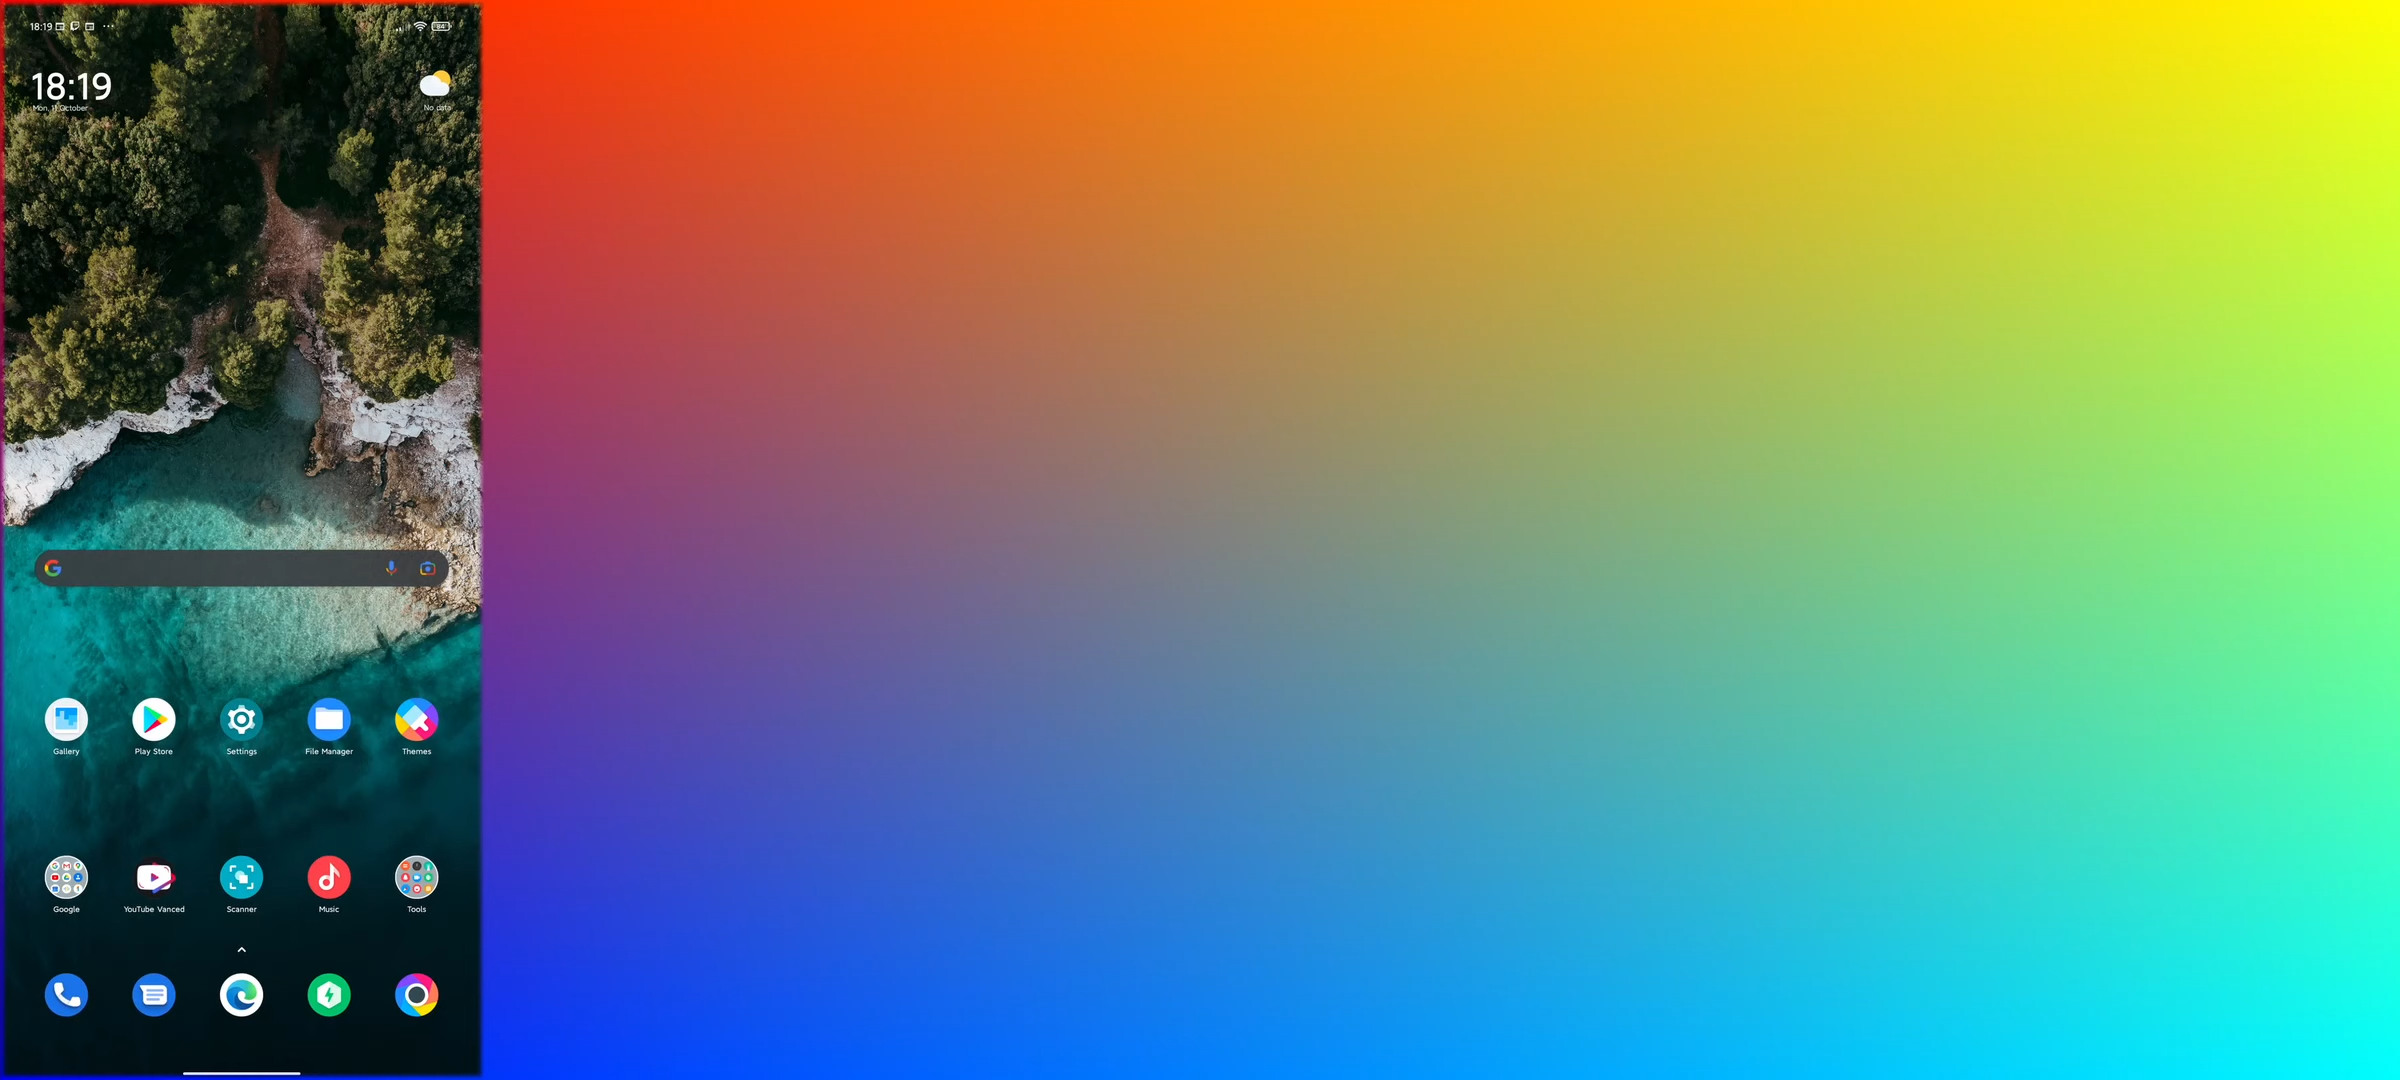 18:19 84
18:19
Mon, 11 October
No data
Gallery Play Store Settings File Manager Themes
Google YouTube Vanced Scanner Music Tools